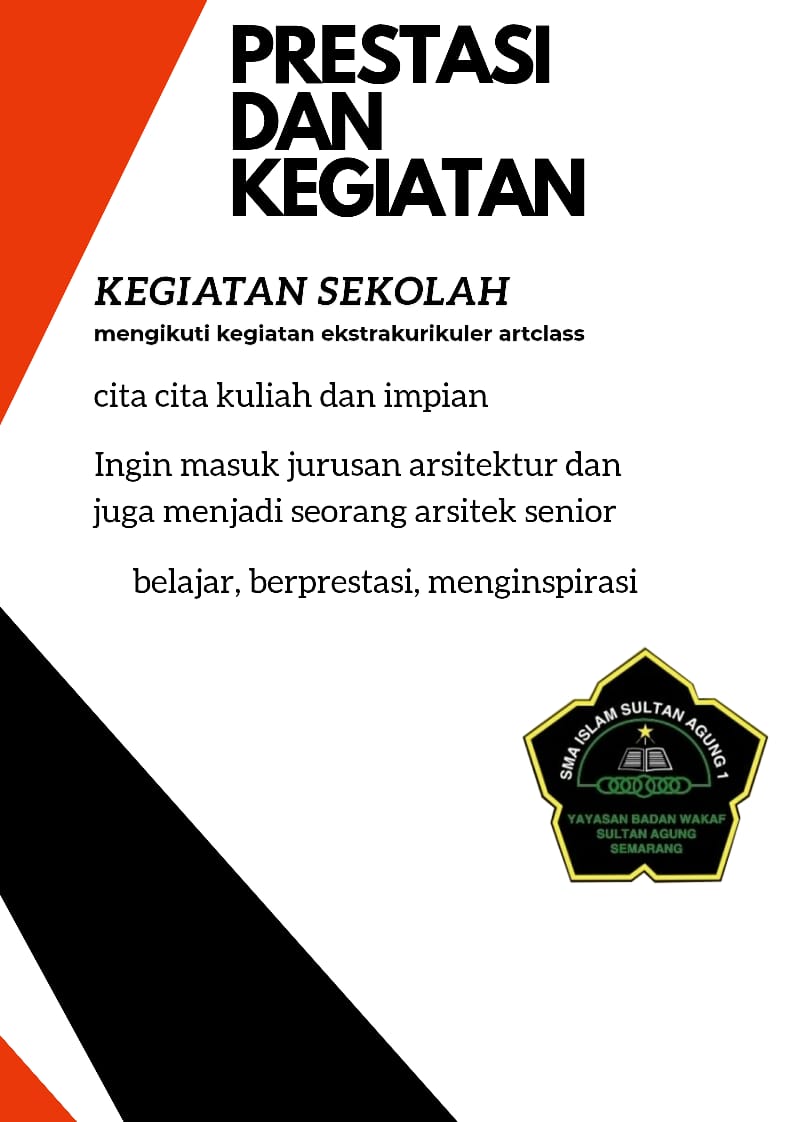 PRESTASI
DAN
KEGIATAN
KEGIATAN SEKOLAH
mengikuti kegiatan ekstrakurikuler artclass
cita cita kuliah dan impian
Ingin masuk jurusan arsitektur dan
juga menjadi seorang arsitek senior
belajar, berprestasi, menginspirasi
SMA ISLAM SULTAN AGUNG 1
YAYASAN BADAN WAKAF
SULTAN AGUNG
SEMARANG